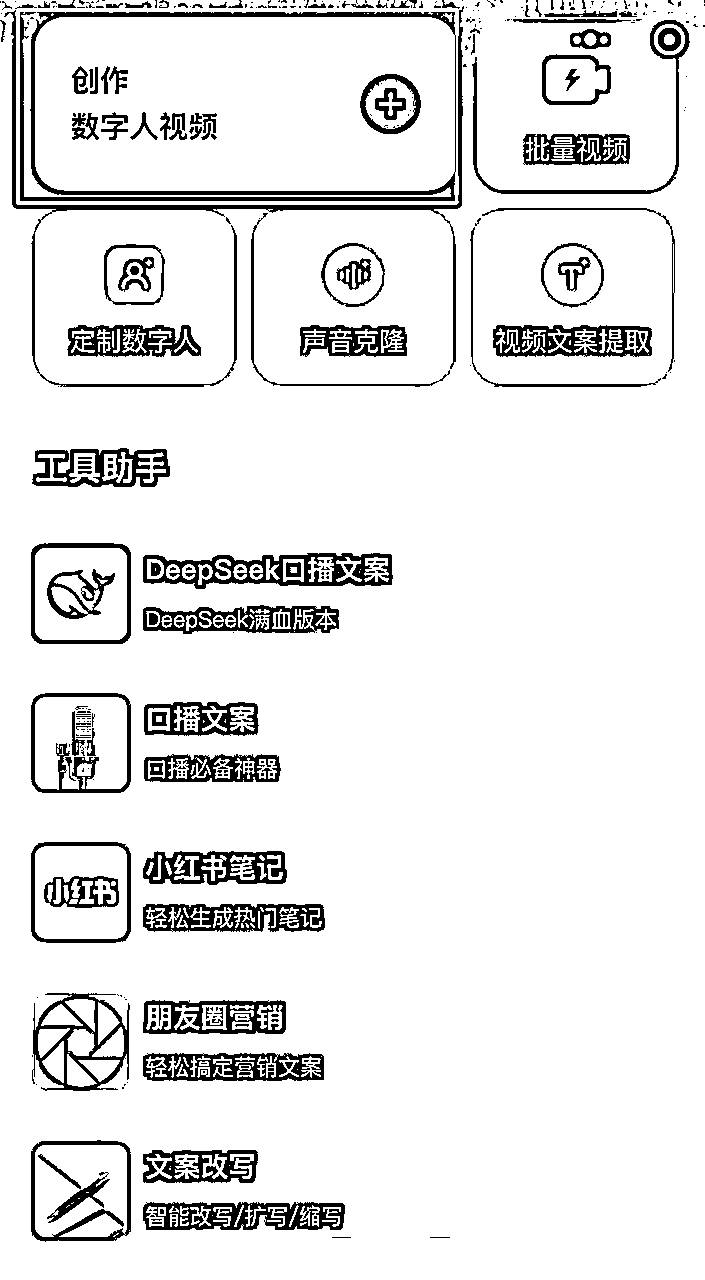 创作
数字人视频
批量视频
定制数字人
声音克隆
视频文案提取
工具助手
DeepSeek口播文案
DeepSeek满血版本
口播文案
口播必备神器
小红书
小红书笔记
轻松生成热门笔记
朋友圈营销
轻松搞定营销文案
文案改写
智能改写/扩写/缩写